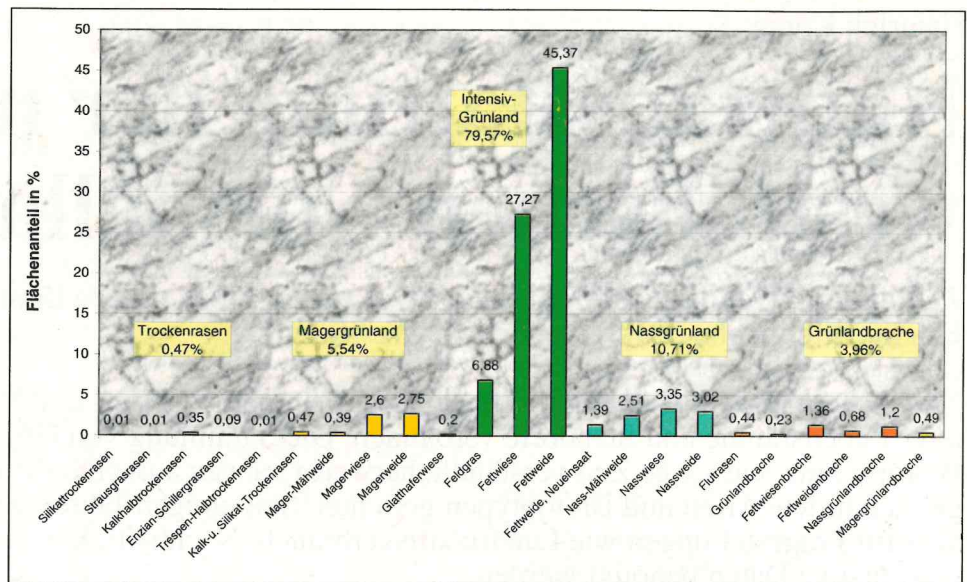 Flächenanteil in %
50
45
40
35
30
25
20
15
10
5
0
Trockenrasen
0,47%
Magergrünland
5,54%
Intensiv-
Grünland
79,57%
Nassgrünland
10,71%
Grünlandbrache
3,96%
0,01
0,01
0,35
0,09
0,01
0,47
0,39
2,6
2,75
0,2
6,88
27,27
45,37
1,39
2,51
3,35
3,02
0,44
0,23
1,36
0,68
1,2
0,49
Silikattrockenrasen
Strausgrasrasen
Kalkhalbtrockenrasen
Enzian-Schillergrasrasen
Trespen-Halbtrockenrasen
Kalk-u. Silikat-Trockenrasen
Mager-Mähweide
Magerwiese
Magerweide
Glatthaferwiese
Feldgras
Fettwiese
Fettweide
Fettweide, Neueinsaat
Nass-Mähweide
Nasswiese
Nassweide
Flutrasen
Grünlandbrache
Fettwiesenbrache
Fettweidenbrache
Nassgrünlandbrache
Magergrünlandbrache